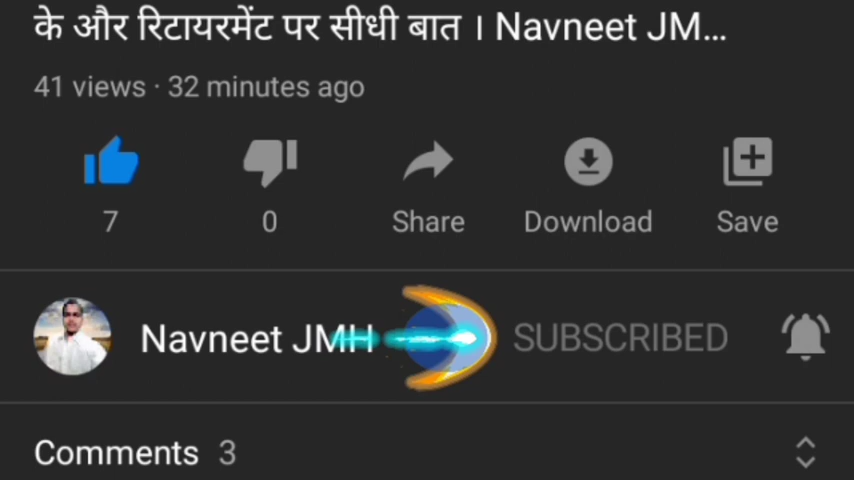 के और रिटायरमेंट पर सीधी बात । Navneet JM...
41 views · 32 minutes ago
7 0 Share Download Save
Navneet JMH SUBSCRIBED
Comments 3